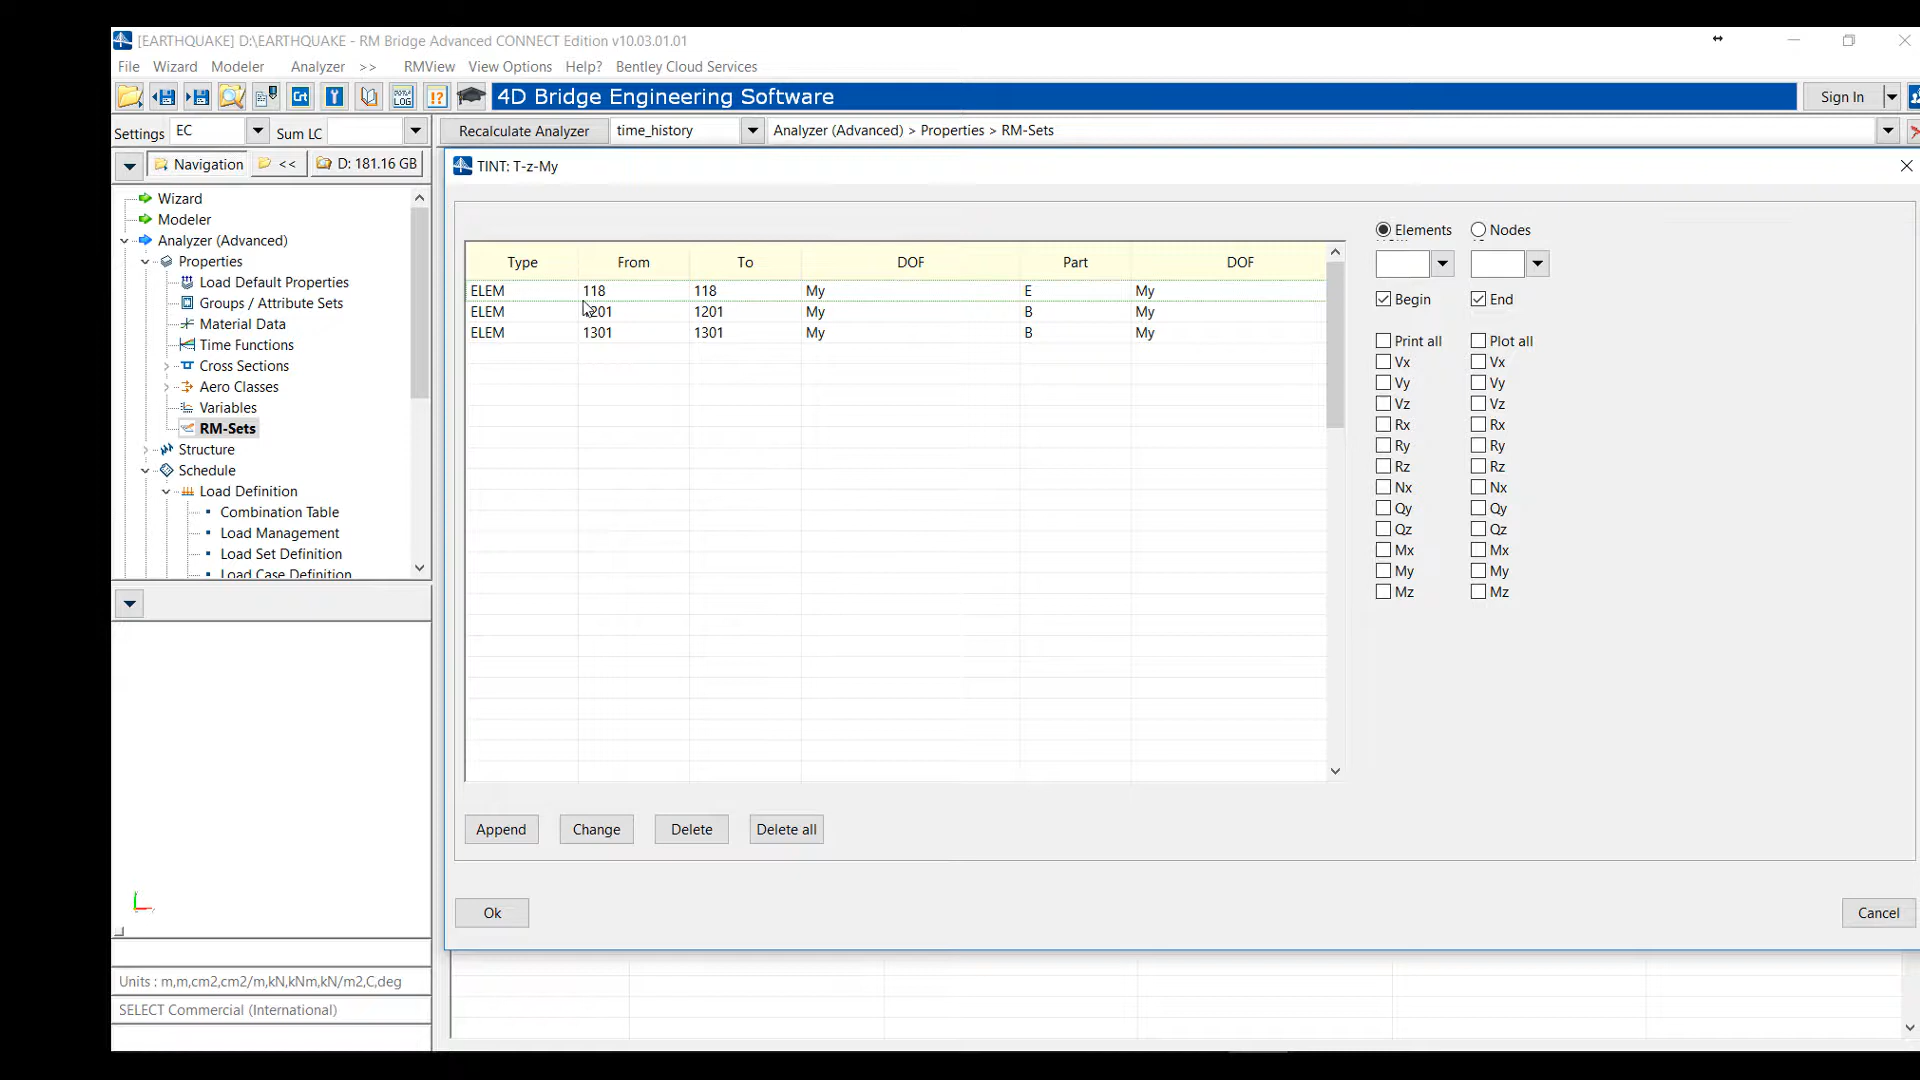 [EARTHQUAKE] D:\EARTHQUAKE - RM Bridge Advanced CONNECT Edition v10.03.01.01
File Wizard Modeler Analyzer >> RMView View Options Help? Bentley Cloud Services
4D Bridge Engineering Software Sign In
Settings EC Sum LC Recalculate Analyzer time_history Analyzer (Advanced) > Properties > RM-Sets
Navigation << D: 181.16 GB
TINT: T-z-My
Wizard
Modeler
Analyzer (Advanced)
Properties
Load Default Properties
Groups / Attribute Sets
Material Data
Time Functions
Cross Sections
Aero Classes
Variables
RM-Sets
Structure
Schedule
Load Definition
Combination Table
Load Management
Load Set Definition
Load Case Definition
Units : m,m,cm2,cm2/m,kN,kNm,kN/m2,C,deg
SELECT Commercial (International)
Type From To DOF Part DOF
ELEM 118 118 My E My
ELEM 1201 1201 My B My
ELEM 1301 1301 My B My
Elements Nodes
Begin End
Print all Plot all
Vx Vx
Vy Vy
Vz Vz
Rx Rx
Ry Ry
Rz Rz
Nx Nx
Qy Qy
Qz Qz
Mx Mx
My My
Mz Mz
Append Change Delete Delete all
Ok Cancel